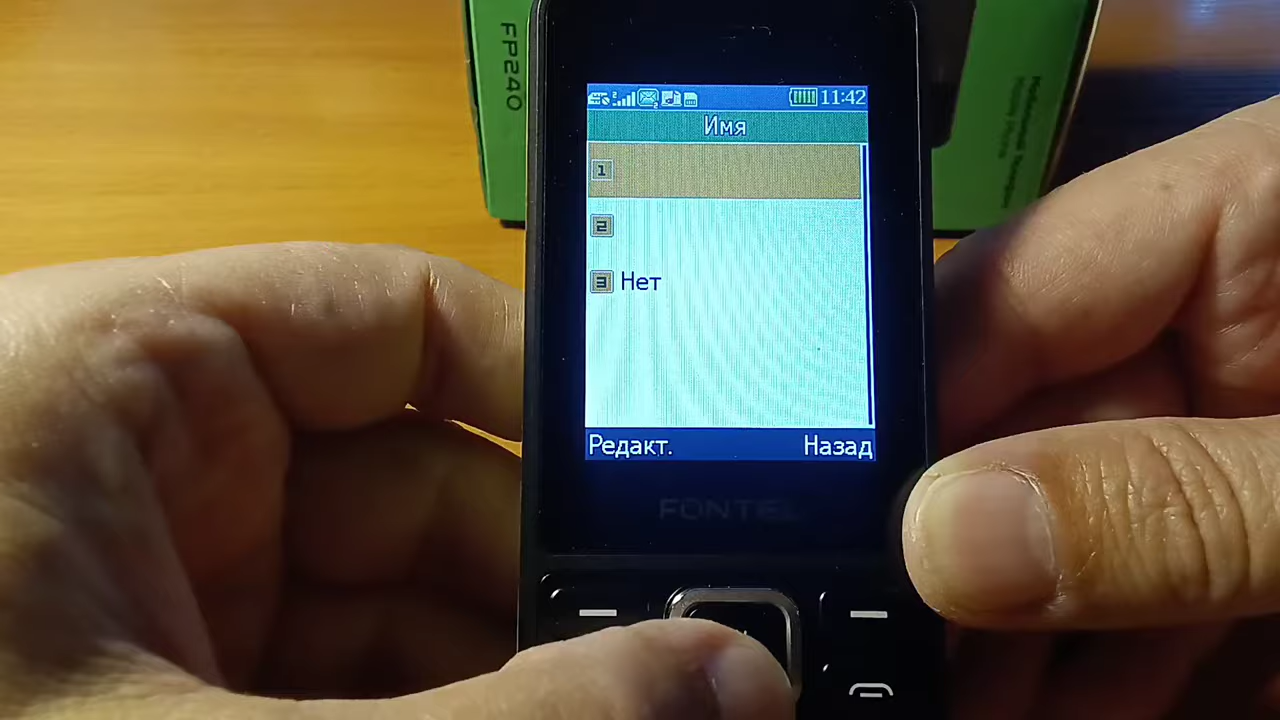 FP240
11:42
Имя
1
2
3 Нет
Редакт. Назад
FONTEL